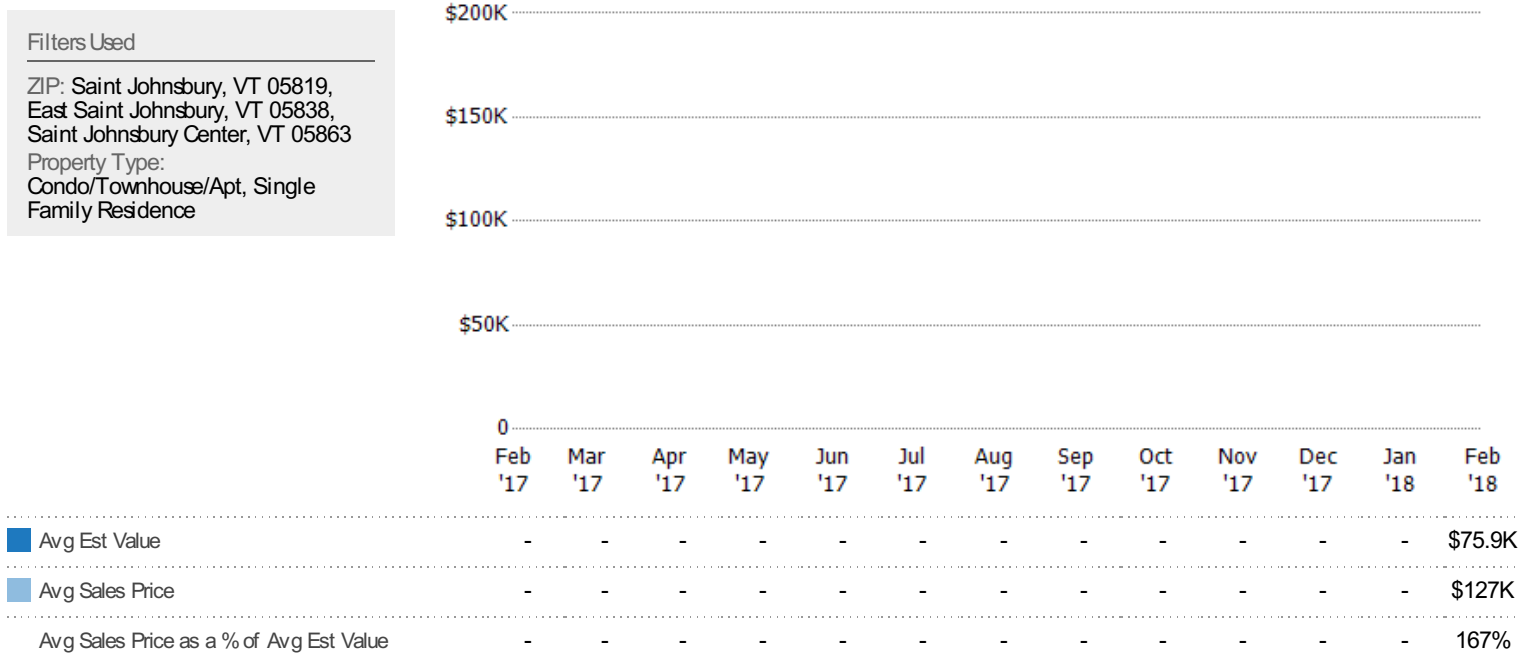 Filters Used
ZIP: Saint Johnsbury, VT 05819,
East Saint Johnsbury, VT 05838,
Saint Johnsbury Center, VT 05863
Property Type:
Condo/Townhouse/Apt, Single
Family Residence
$200K
$150K
$100K
$50K
0
Feb Mar Apr May Jun Jul Aug Sep Oct Nov Dec Jan Feb
'17 '17 '17 '17 '17 '17 '17 '17 '17 '17 '17 '18 '18
Avg Est Value - - - - - - - - - - - - $75.9K
Avg Sales Price - - - - - - - - - - - - $127K
Avg Sales Price as a % of Avg Est Value - - - - - - - - - - - - 167%